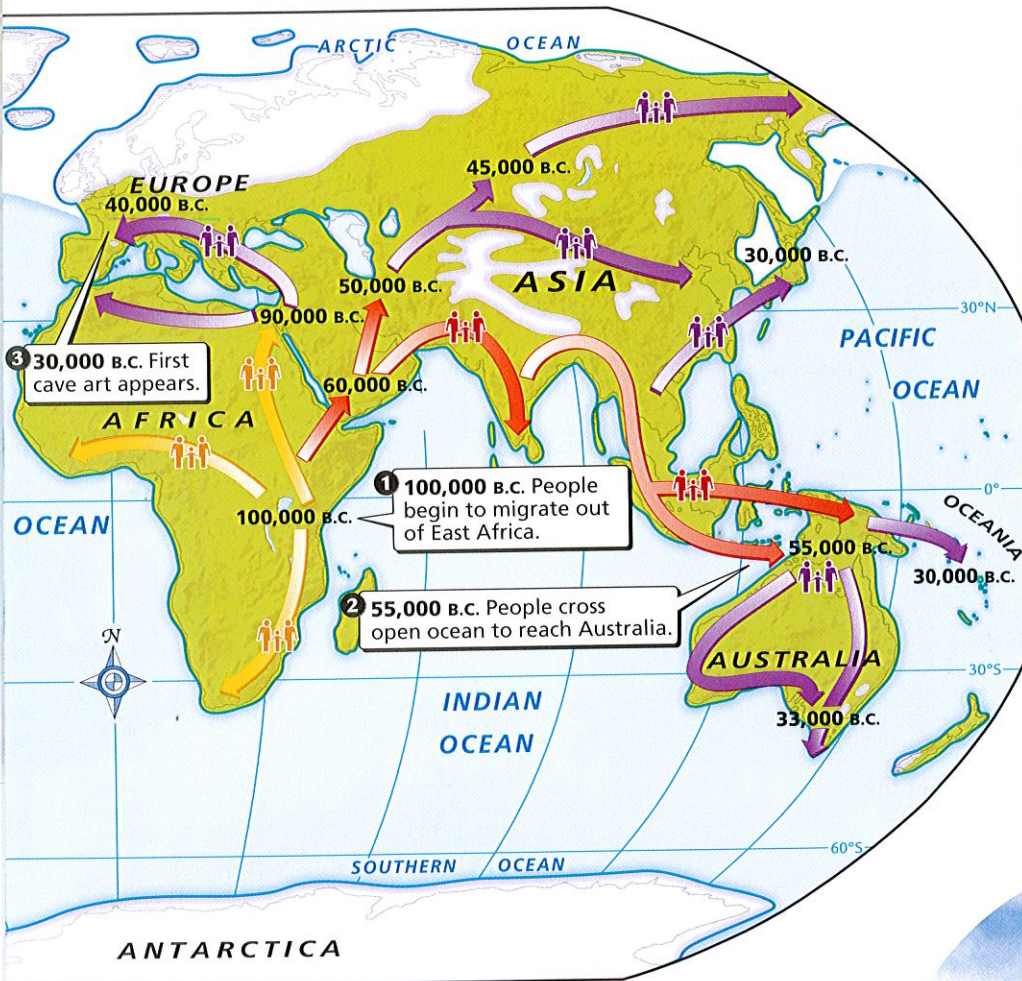 ARCTIC OCEAN
EUROPE
40,000 B.C.
45,000 B.C.
30,000 B.C.
50,000 B.C.
ASIA
90,000 B.C.
30°N
PACIFIC
OCEAN
3 30,000 B.C. First
cave art appears.
60,000 B.C.
AFRICA
1 100,000 B.C. People
begin to migrate out
of East Africa.
100,000 B.C.
OCEAN
0°
OCEANIA
55,000 B.C.
30,000 B.C.
2 55,000 B.C. People cross
open ocean to reach Australia.
N
AUSTRALIA
30°S
INDIAN
OCEAN
33,000 B.C.
60°S
SOUTHERN OCEAN
ANTARCTICA